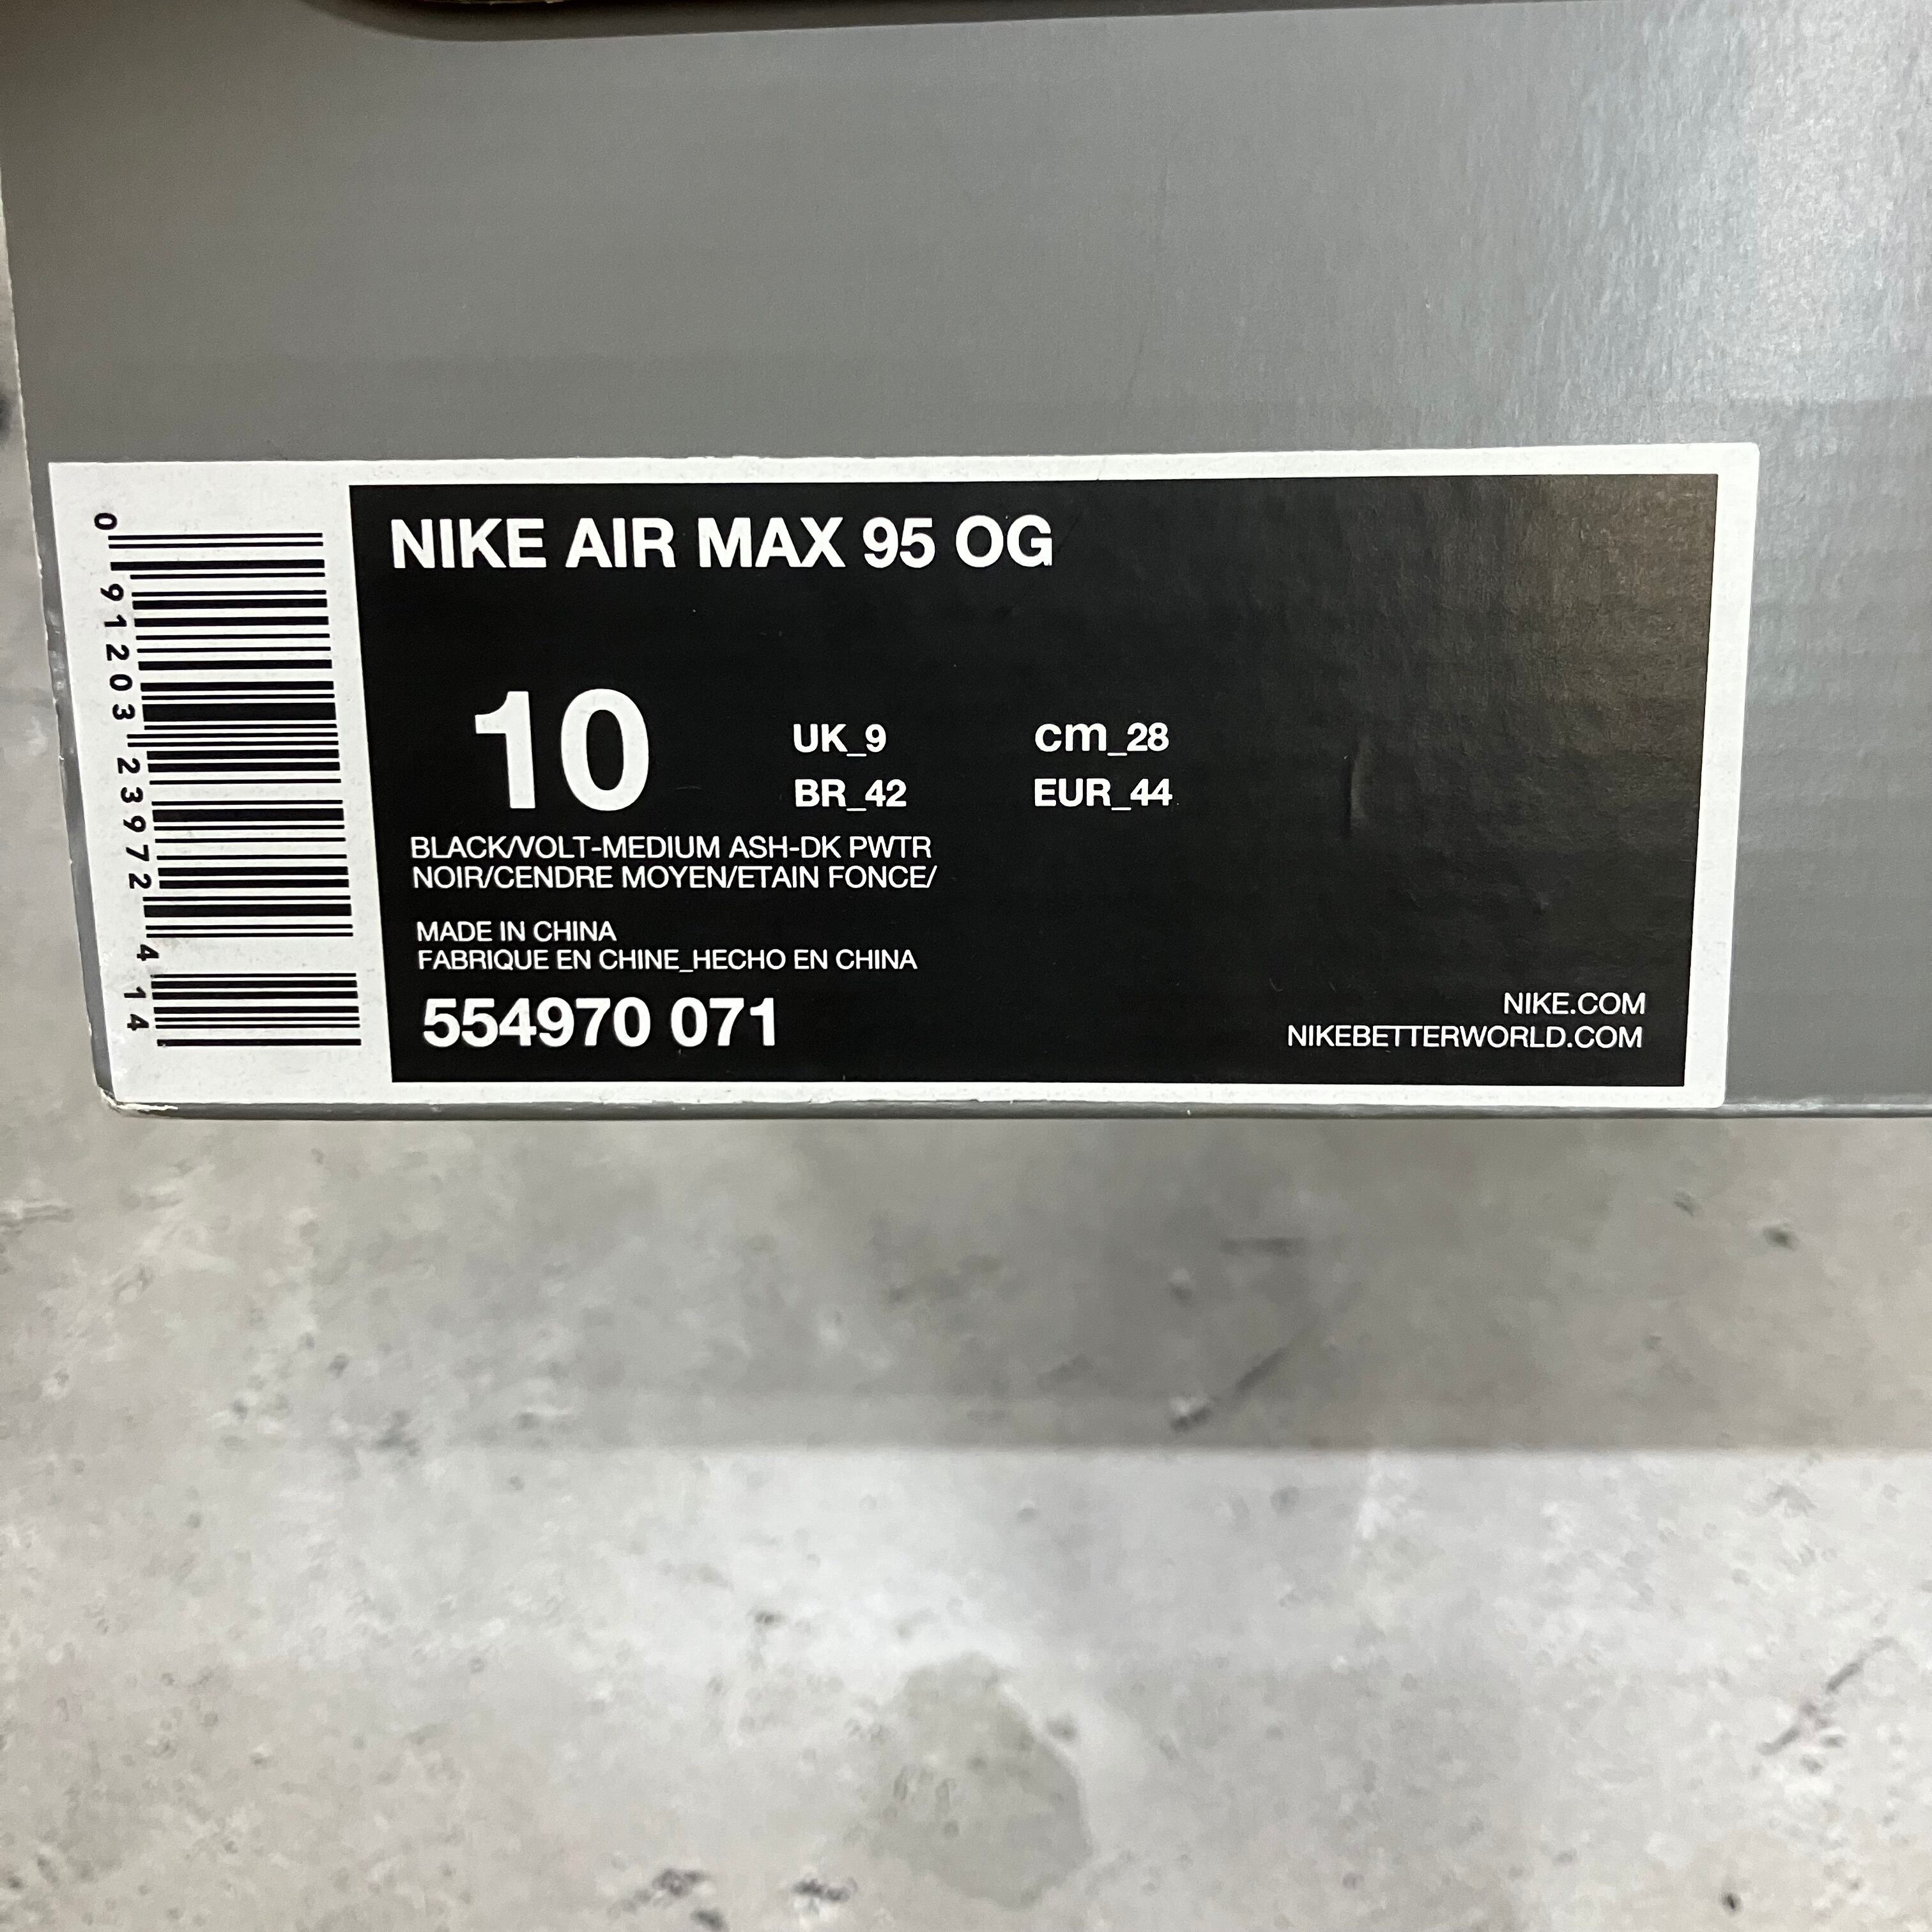 NIKE AIR MAX 95 OG
10
UK_9 cm_28
BR_42 EUR_44
BLACK/VOLT-MEDIUM ASH-DK PWTR
NOIR/CENDRE MOYEN/ETAIN FONCE/
MADE IN CHINA
FABRIQUE EN CHINE_HECHO EN CHINA
554970 071
NIKE.COM
NIKEBETTERWORLD.COM
0 91203 23972 4 14